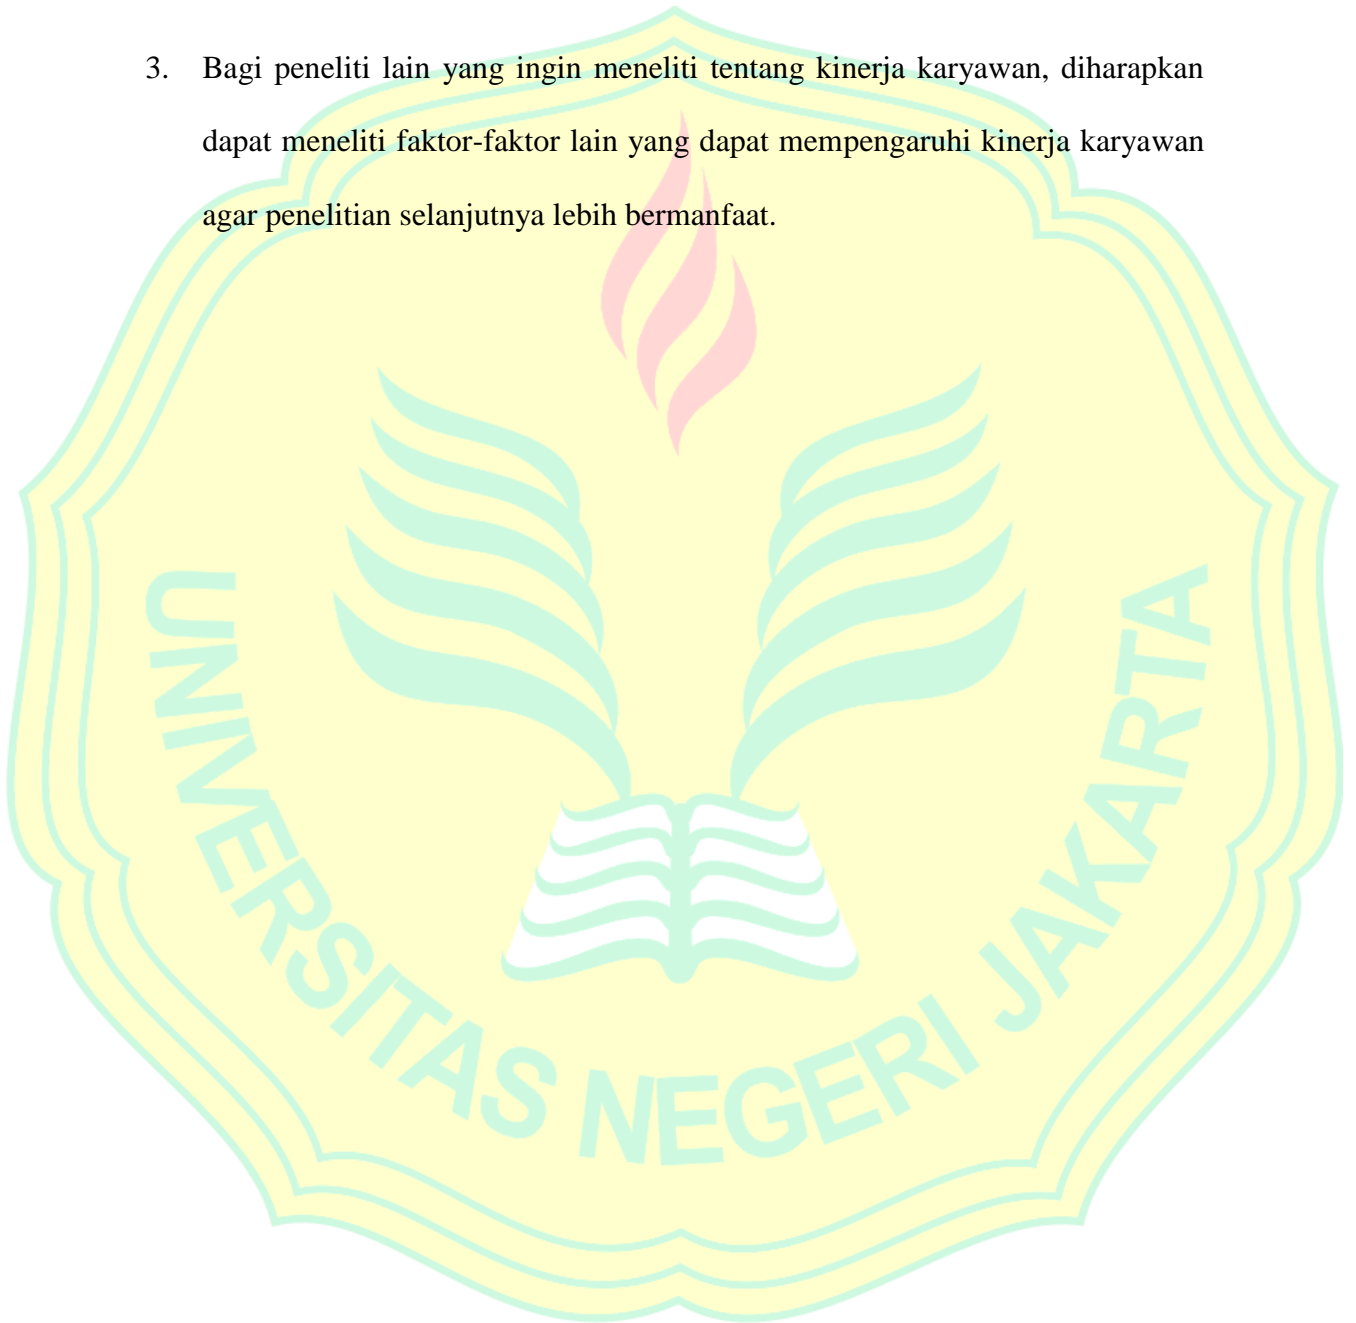 3. Bagi peneliti lain yang ingin meneliti tentang kinerja karyawan, diharapkan
dapat meneliti faktor-faktor lain yang dapat mempengaruhi kinerja karyawan
agar penelitian selanjutnya lebih bermanfaat.
UNIVERSITAS NEGERI JAKARTA